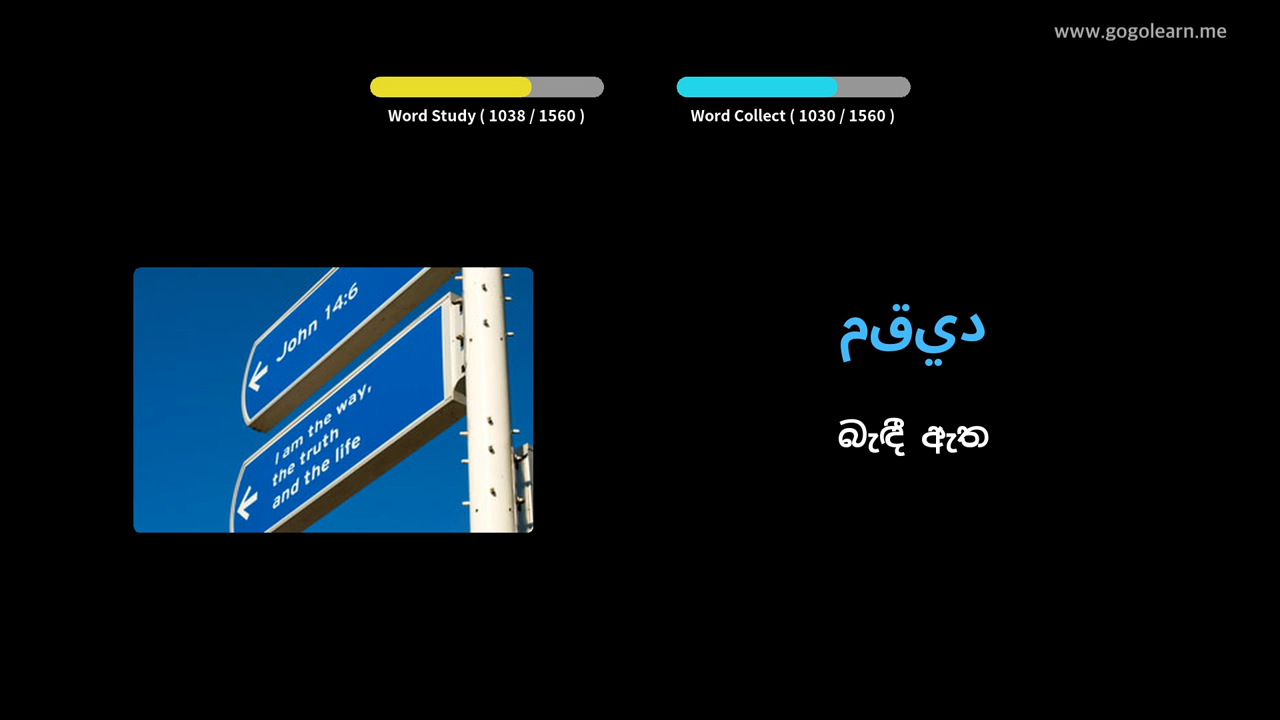 www.gogolearn.me
Word Study ( 1038 / 1560 )
Word Collect ( 1030 / 1560 )
John 14:6
I am the way,
the truth
and the life
ديقم
බැඳී ඇත